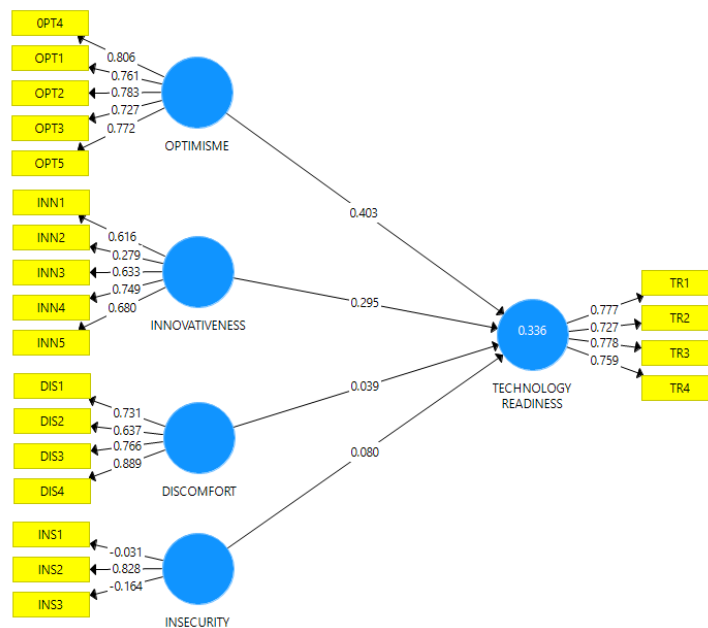 0PT4
OPT1
OPT2
OPT3
OPT5
0.806
0.761
0.783
0.727
0.772
OPTIMISME
INN1
INN2
INN3
INN4
INN5
0.616
0.279
0.633
0.749
0.680
INNOVATIVENESS
DIS1
DIS2
DIS3
DIS4
0.731
0.637
0.766
0.889
DISCOMFORT
INS1
INS2
INS3
-0.031
0.828
-0.164
INSECURITY
0.403
0.295
0.039
0.080
0.336
TECHNOLOGY
READINESS
0.777
0.727
0.778
0.759
TR1
TR2
TR3
TR4